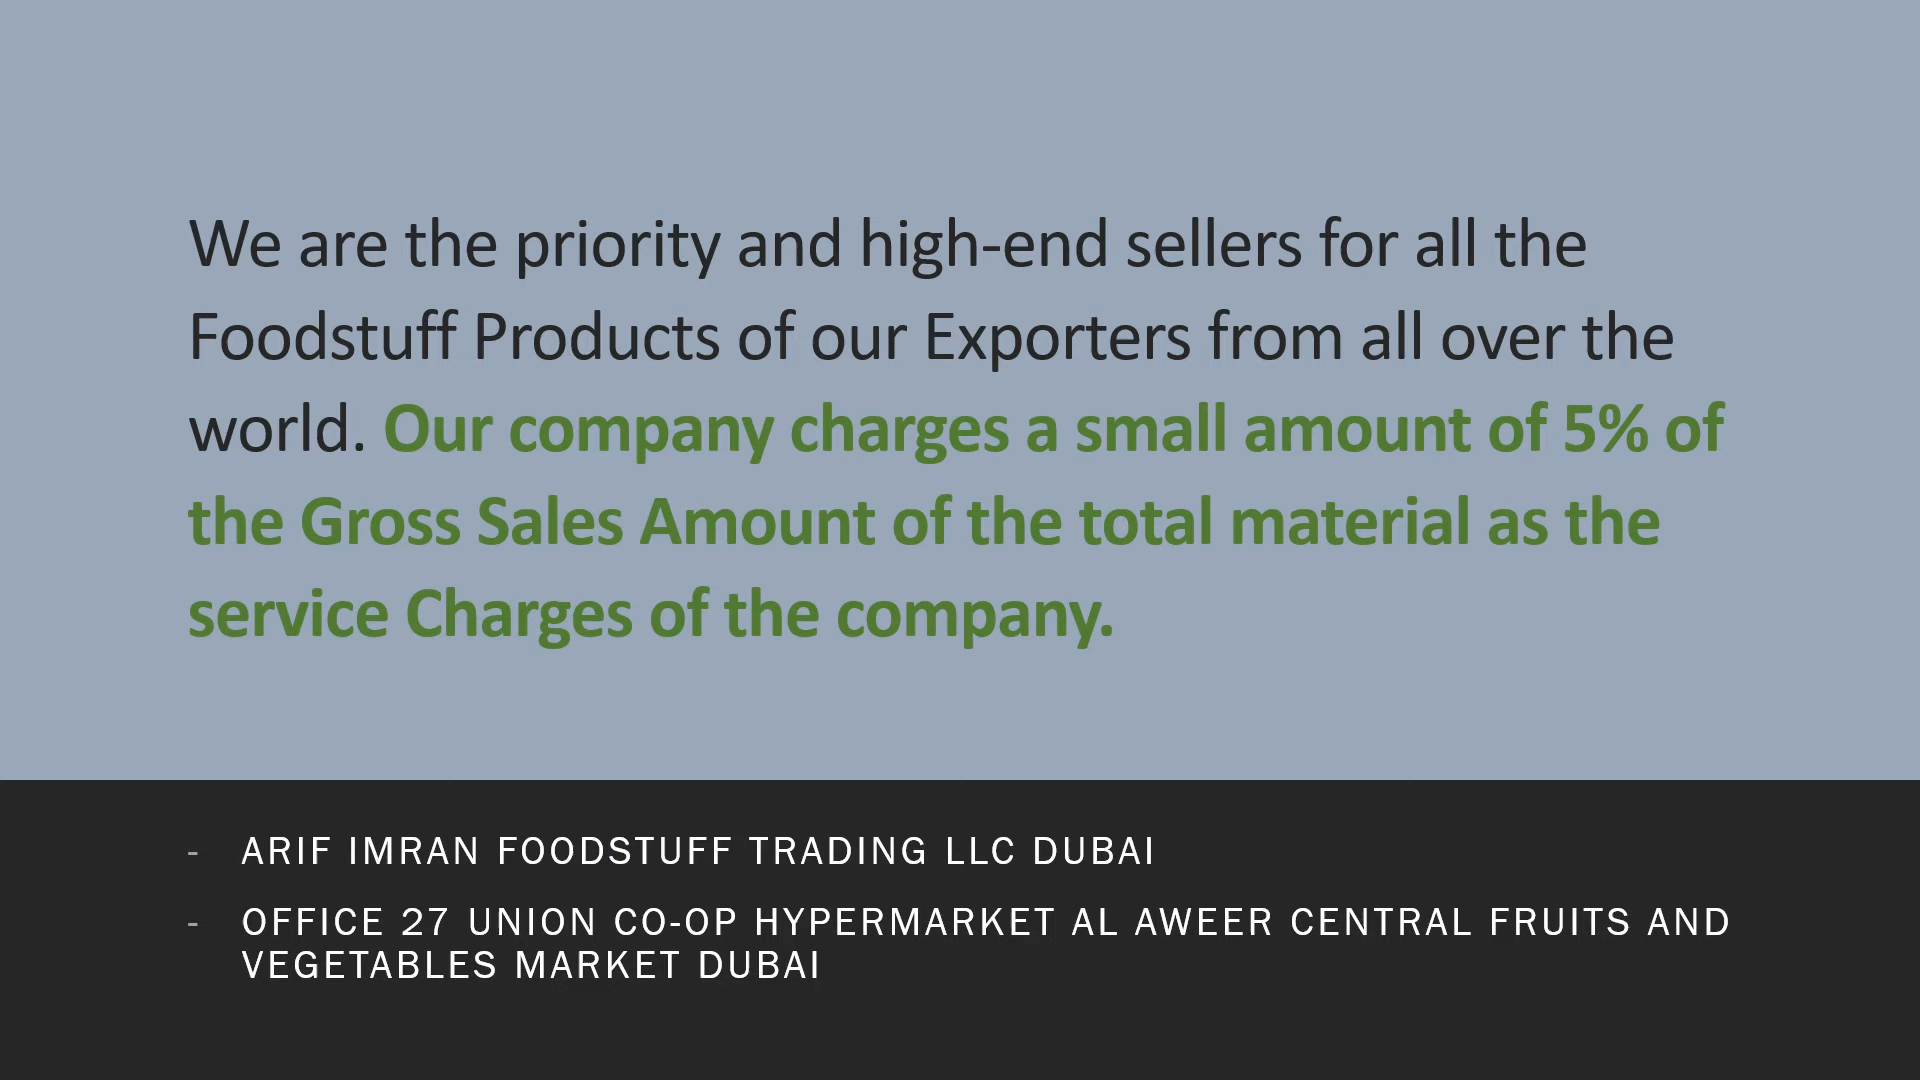 We are the priority and high-end sellers for all the
Foodstuff Products of our Exporters from all over the
world. Our company charges a small amount of 5% of
the Gross Sales Amount of the total material as the
service Charges of the company.
- ARIF IMRAN FOODSTUFF TRADING LLC DUBAI
- OFFICE 27 UNION CO-OP HYPERMARKET AL AWEER CENTRAL FRUITS AND
VEGETABLES MARKET DUBAI